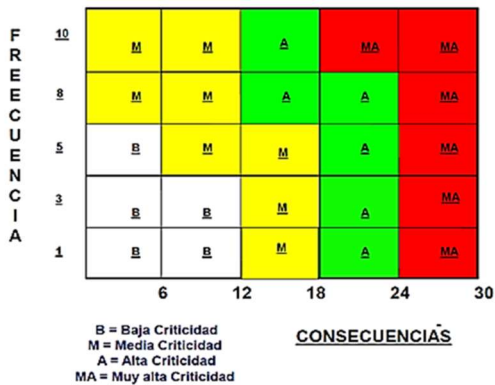 FREECUENCIA
10 M M A MA MA
8 M M A A MA
5 B M M A MA
3 B B M A MA
1 B B M A MA
6 12 18 24 30
B = Baja Criticidad
M = Media Criticidad
A = Alta Criticidad
MA = Muy alta Criticidad
CONSECUENCIAS